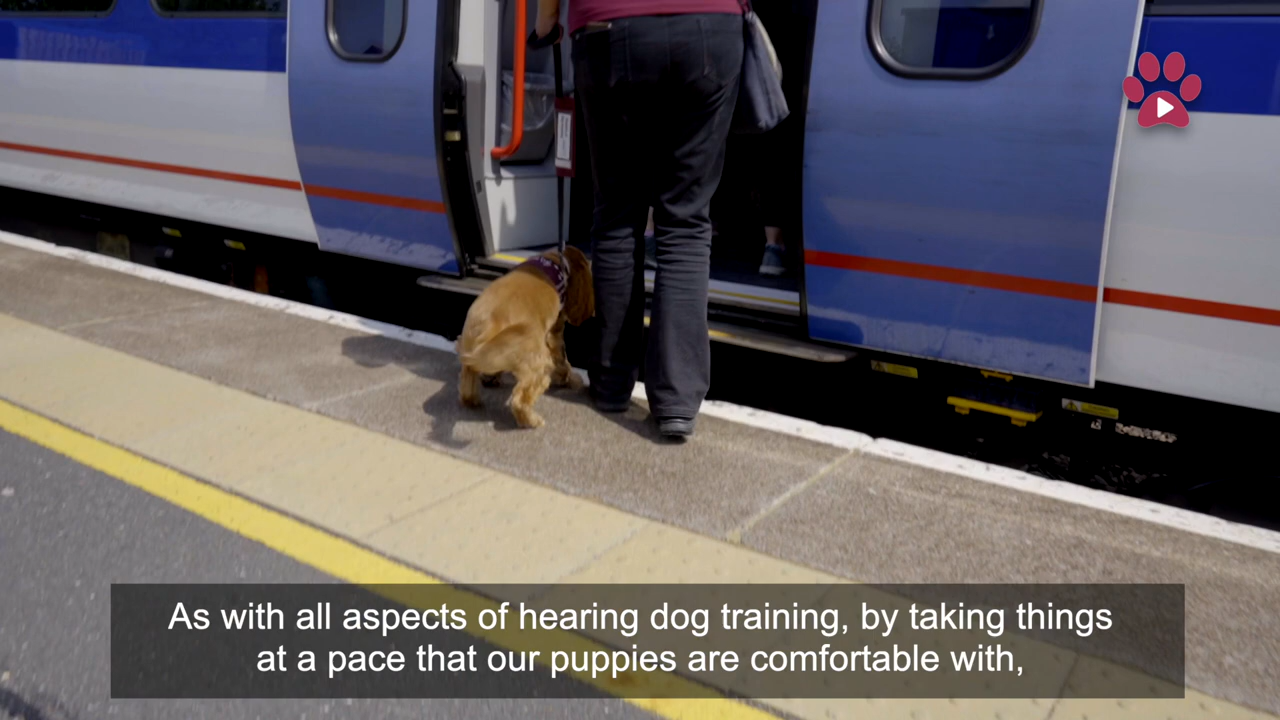 As with all aspects of hearing dog training, by taking things
at a pace that our puppies are comfortable with,